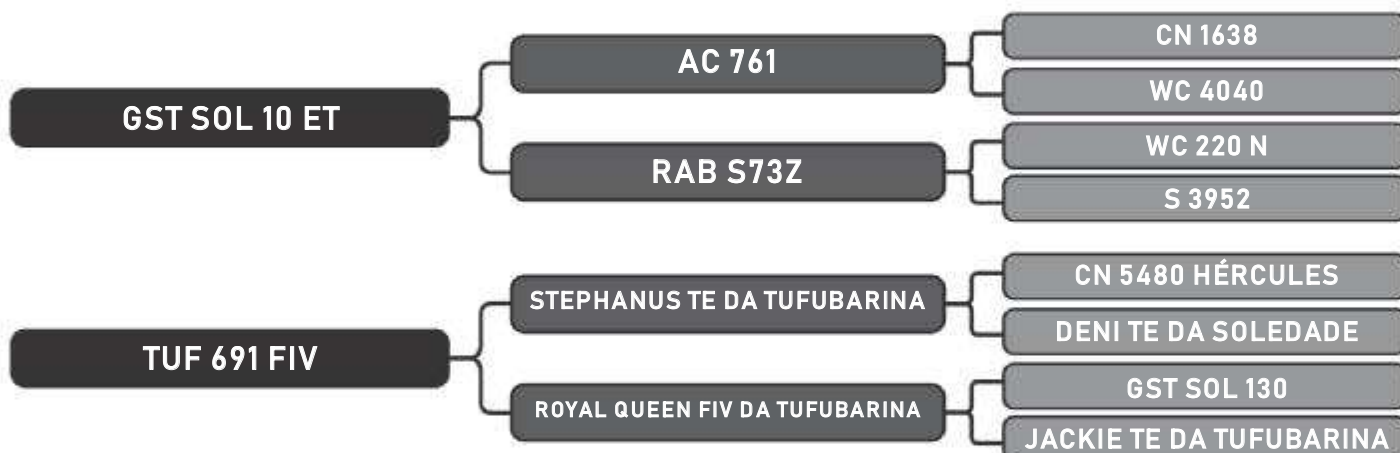 GST SOL 10 ET
AC 761
CN 1638
WC 4040
RAB S73Z
WC 220 N
S 3952
TUF 691 FIV
STEPHANUS TE DA TUFUBARINA
CN 5480 HÉRCULES
DENI TE DA SOLEDADE
ROYAL QUEEN FIV DA TUFUBARINA
GST SOL 130
JACKIE TE DA TUFUBARINA